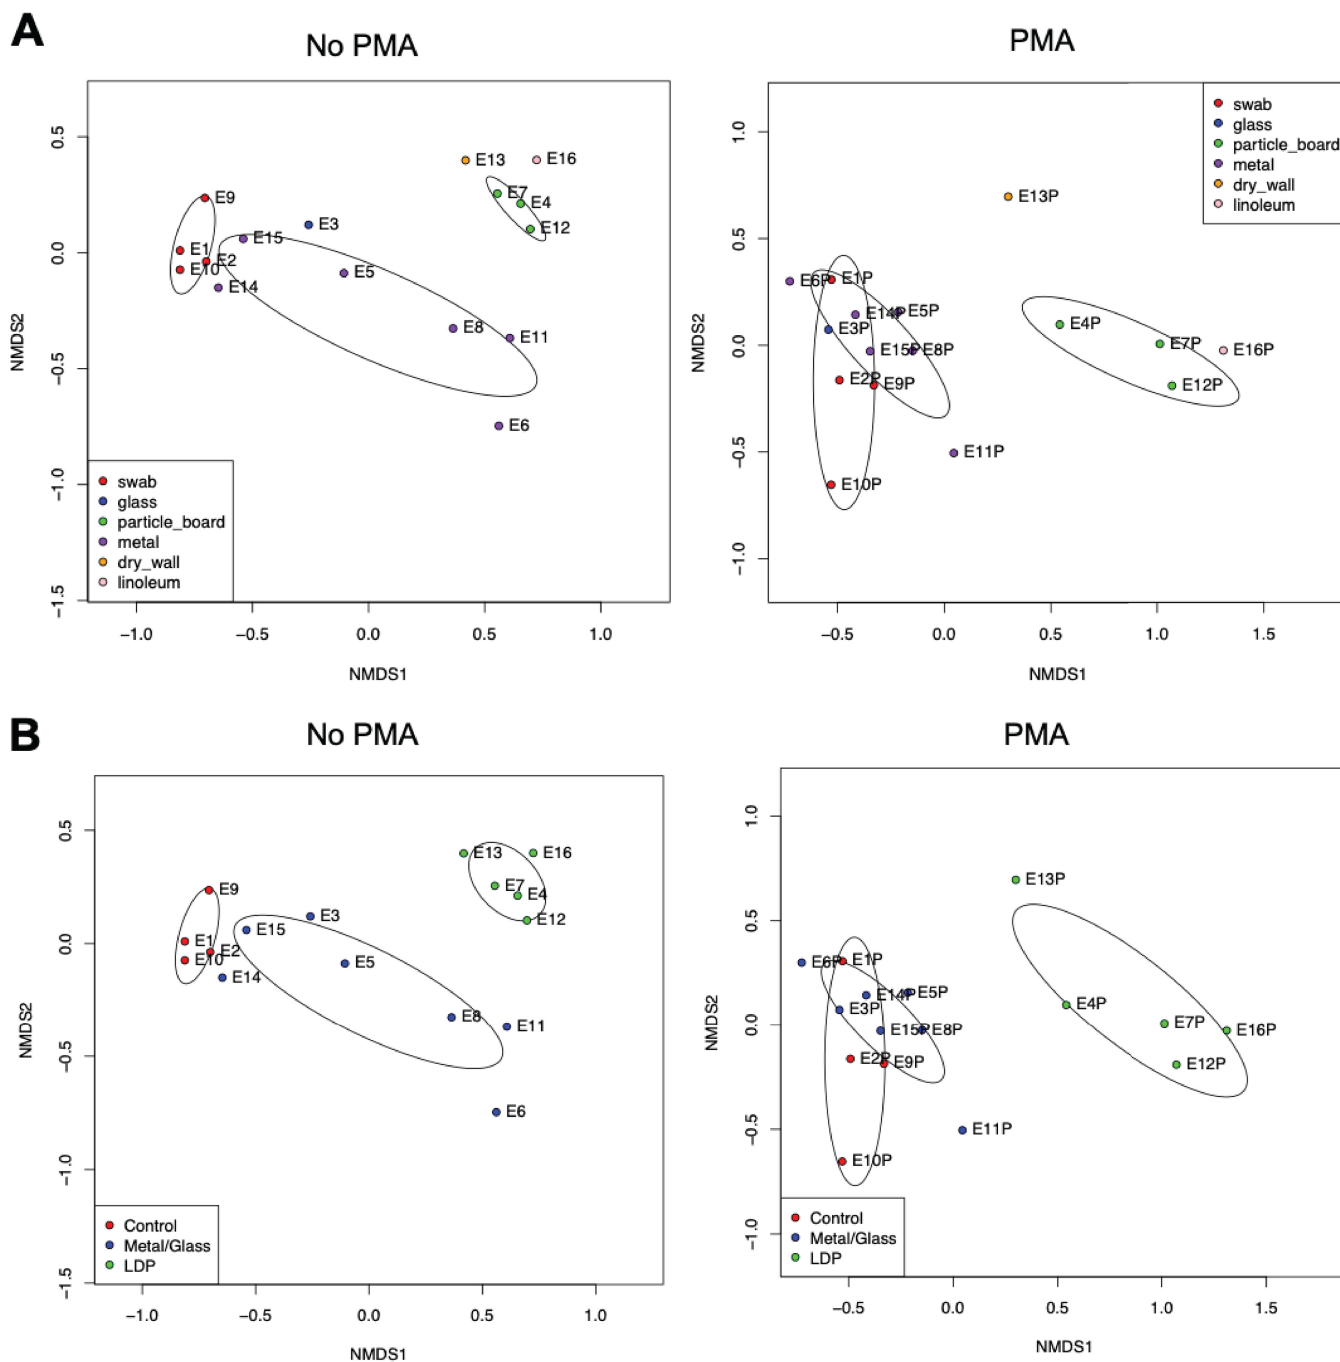 A
No PMA
PMA
0.5
0.0
−0.5
−1.0
−1.5
NMDS2
E9
E1
E2
E10
E15
E14
E3
E5
E8
E11
E6
E13
E16
E7
E4
E12
swab
glass
particle_board
metal
dry_wall
linoleum
−1.0
−0.5
0.0
0.5
1.0
NMDS1
1.0
0.5
0.0
−0.5
−1.0
NMDS2
swab
glass
particle_board
metal
dry_wall
linoleum
E13P
E6P
E1P
E14P
E5P
E3P
E15P
E8P
E2P
E9P
E10P
E11P
E4P
E7P
E16P
E12P
−0.5
0.0
0.5
1.0
1.5
NMDS1
B
No PMA
PMA
0.5
0.0
−0.5
−1.0
−1.5
NMDS2
E13
E16
E7
E4
E12
E9
E1
E2
E10
E15
E14
E3
E5
E8
E11
E6
Control
Metal/Glass
LDP
−1.0
−0.5
0.0
0.5
1.0
NMDS1
1.0
0.5
0.0
−0.5
−1.0
NMDS2
E13P
E6P
E1P
E14P
E5P
E3P
E15P
E8P
E2P
E9P
E10P
E11P
E4P
E7P
E16P
E12P
Control
Metal/Glass
LDP
−0.5
0.0
0.5
1.0
1.5
NMDS1